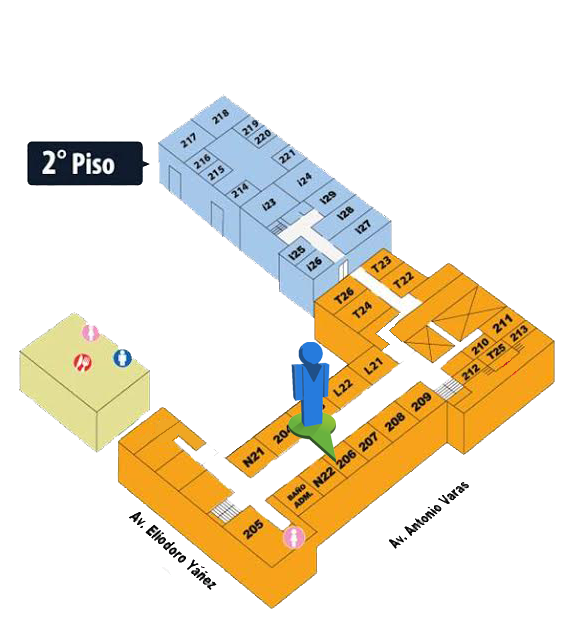 2° Piso
218
217
219
220
216
221
215
214
I24
I23
I29
I28
I27
I25
I26
T23
T22
T26
T24
211
213
210
T25
212
L21
L22
209
208
207
206
N22
204
N21
BAÑO
ADM.
205
Av. Eliodoro Yáñez
Av. Antonio Varas